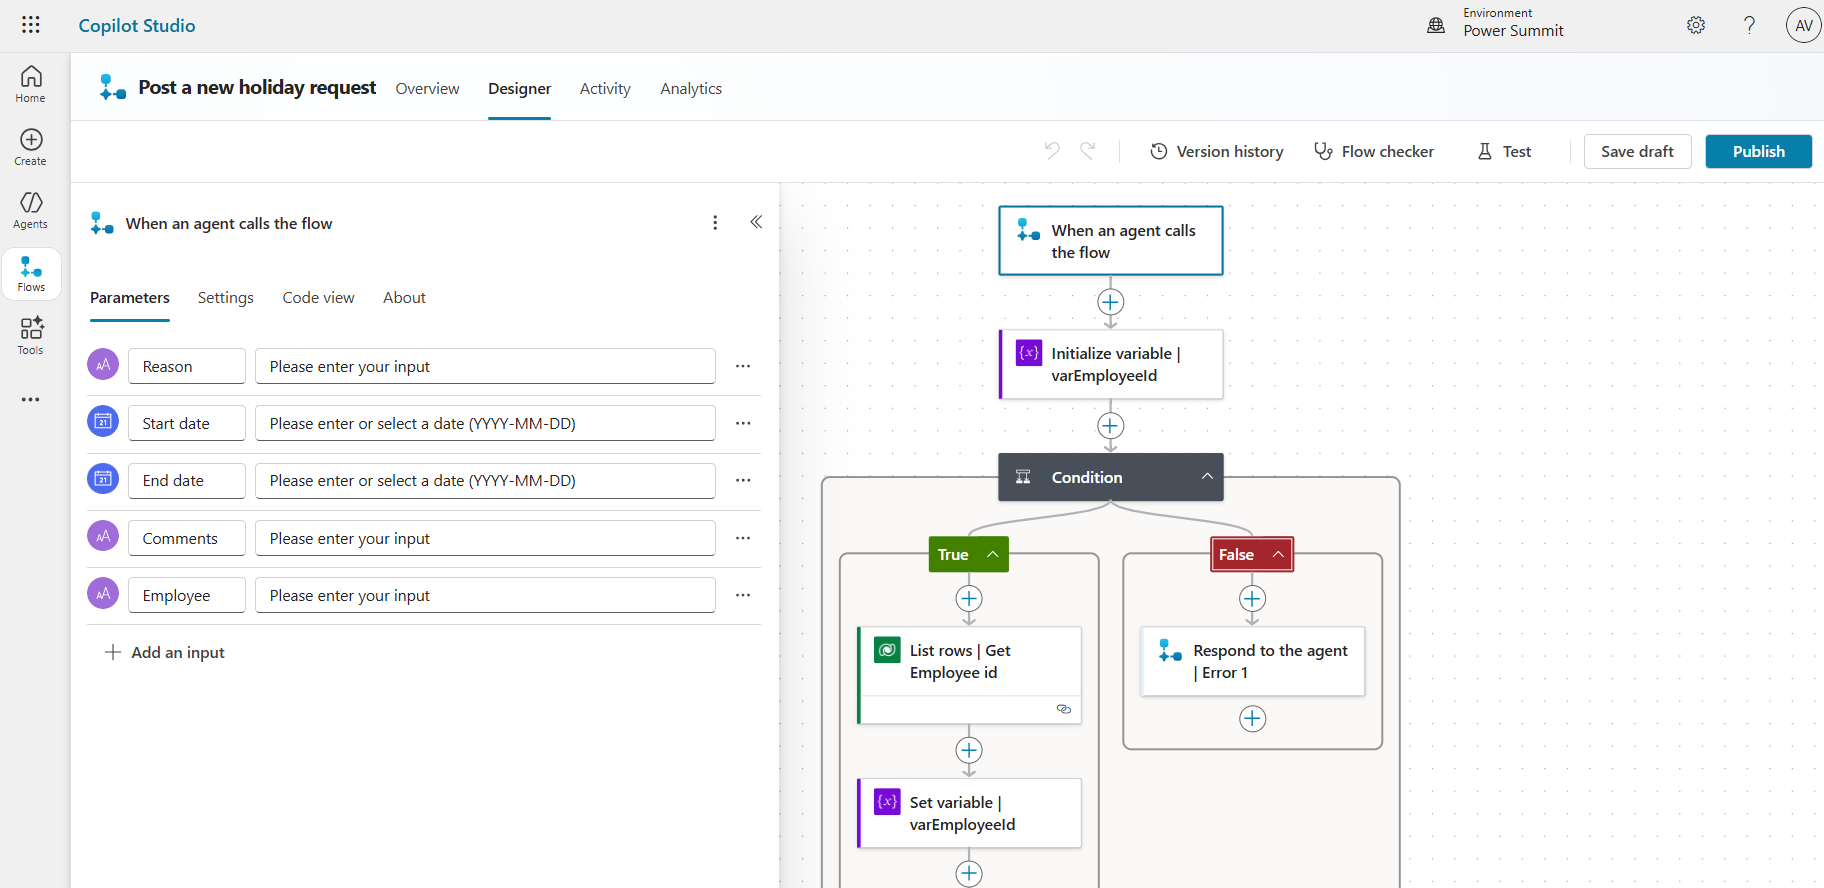 Copilot Studio
Environment
Power Summit
AV
Home
Create
Agents
Flows
Tools
Post a new holiday request
Overview
Designer
Activity
Analytics
Version history
Flow checker
Test
Save draft
Publish
When an agent calls the flow
Parameters
Settings
Code view
About
Reason
Please enter your input
Start date
Please enter or select a date (YYYY-MM-DD)
End date
Please enter or select a date (YYYY-MM-DD)
Comments
Please enter your input
Employee
Please enter your input
Add an input
When an agent calls
the flow
Initialize variable |
varEmployeeId
Condition
True
False
List rows | Get
Employee id
Respond to the agent
| Error 1
Set variable |
varEmployeeId